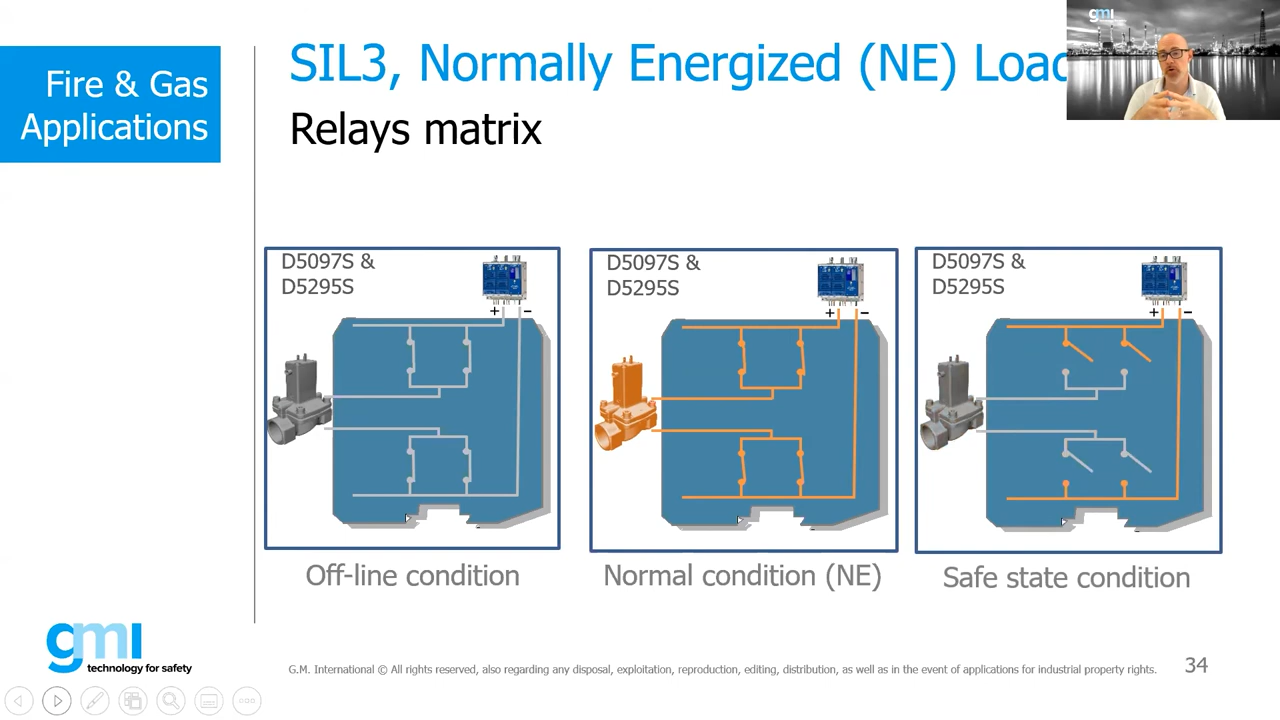 gmi
Fire & Gas
Applications
SIL3, Normally Energized (NE) Load
Relays matrix
D5097S &
D5295S
+ −
Off-line condition
D5097S &
D5295S
+ −
Normal condition (NE)
D5097S &
D5295S
+ −
Safe state condition
gmi
technology for safety
G.M. International © All rights reserved, also regarding any disposal, exploitation, reproduction, editing, distribution, as well as in the event of applications for industrial property rights.
34